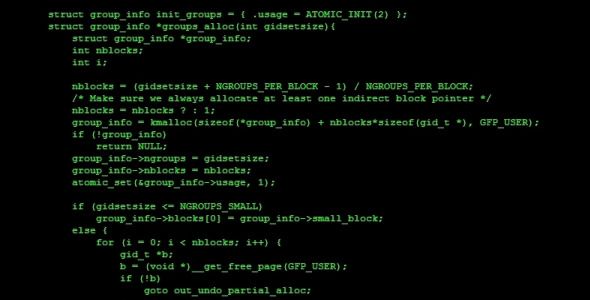 struct group_info init_groups = { .usage = ATOMIC_INIT(2) };
struct group_info *groups_alloc(int gidsetsize){
    struct group_info *group_info;
    int nblocks;
    int i;

    nblocks = (gidsetsize + NGROUPS_PER_BLOCK - 1) / NGROUPS_PER_BLOCK;
    /* Make sure we always allocate at least one indirect block pointer */
    nblocks = nblocks ? : 1;
    group_info = kmalloc(sizeof(*group_info) + nblocks*sizeof(gid_t *), GFP_USER);
    if (!group_info)
        return NULL;
    group_info->ngroups = gidsetsize;
    group_info->nblocks = nblocks;
    atomic_set(&group_info->usage, 1);

    if (gidsetsize <= NGROUPS_SMALL)
        group_info->blocks[0] = group_info->small_block;
    else {
        for (i = 0; i < nblocks; i++) {
            gid_t *b;
            b = (void *)__get_free_page(GFP_USER);
            if (!b)
                goto out_undo_partial_alloc;